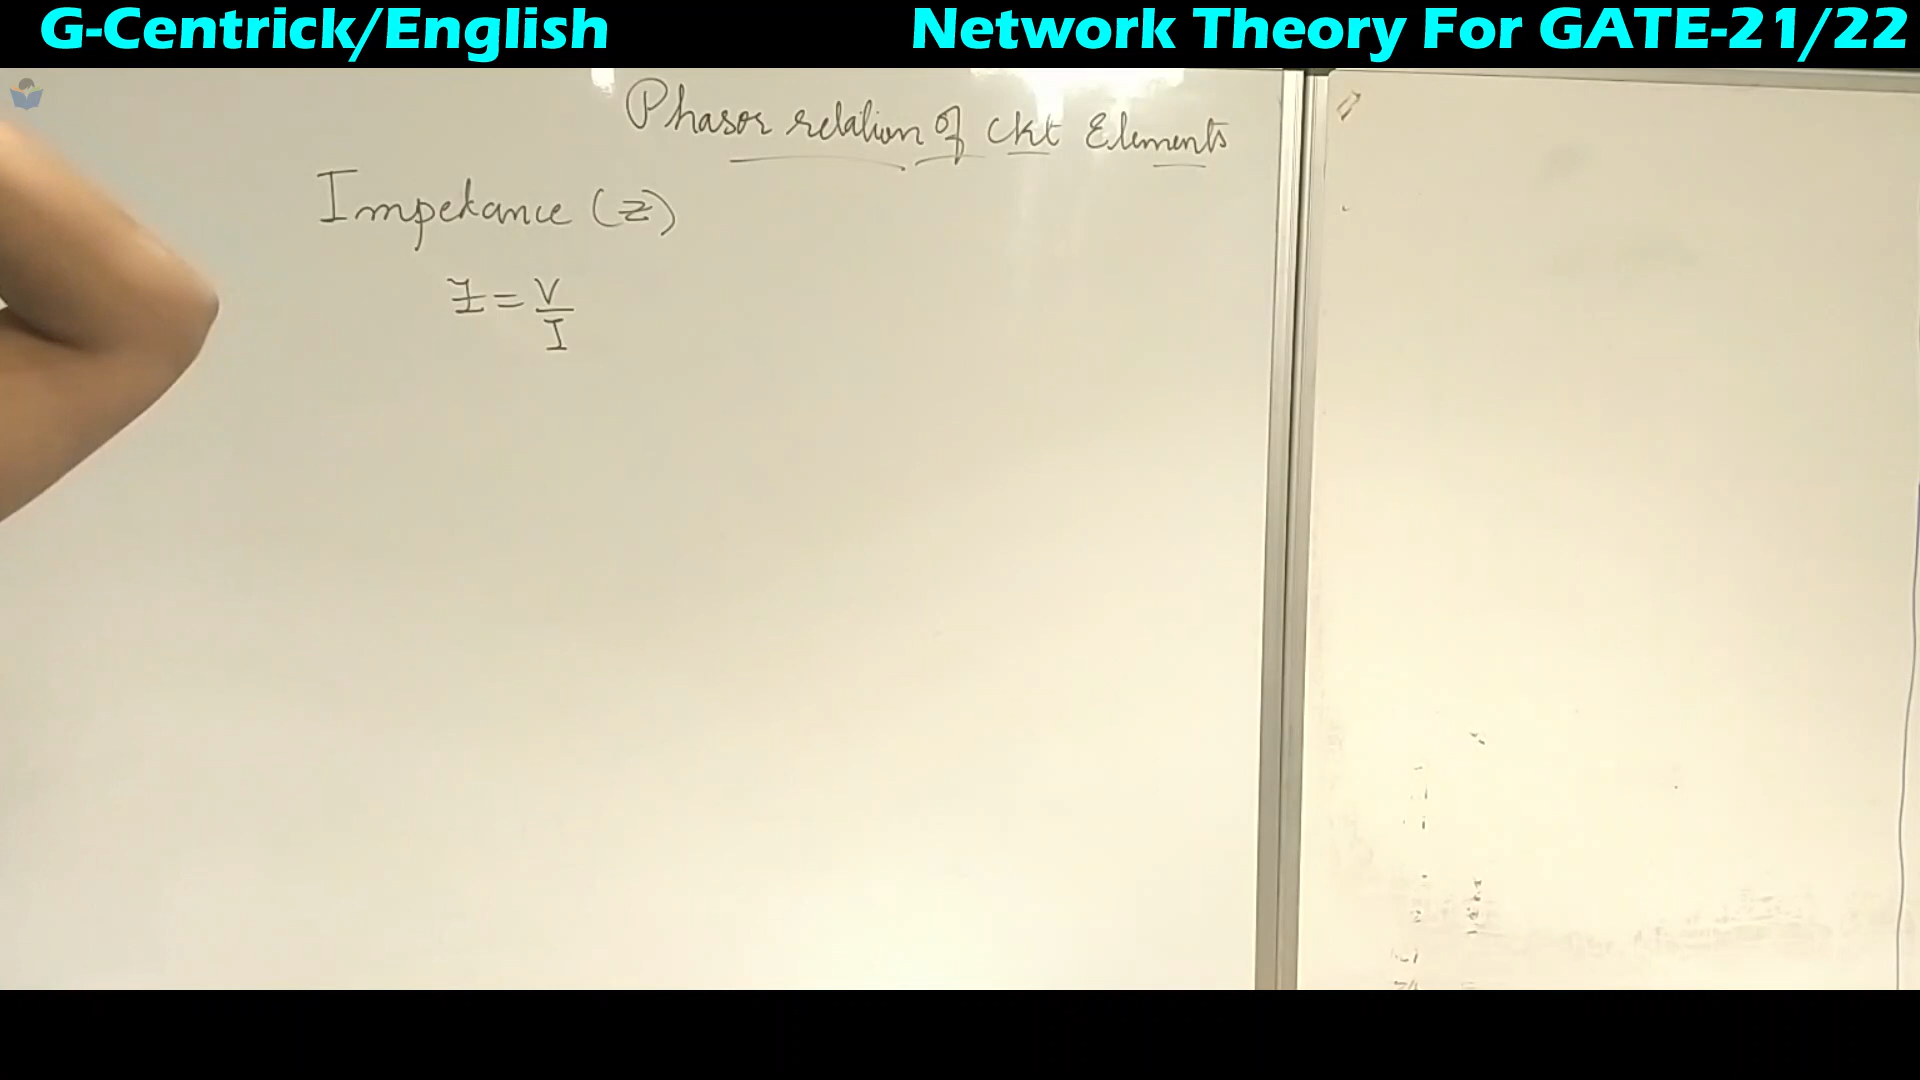 G-Centrick/English
Network Theory For GATE-21/22
Phasor relation of ckt Elements
Impedance (Z)
Z = V
I